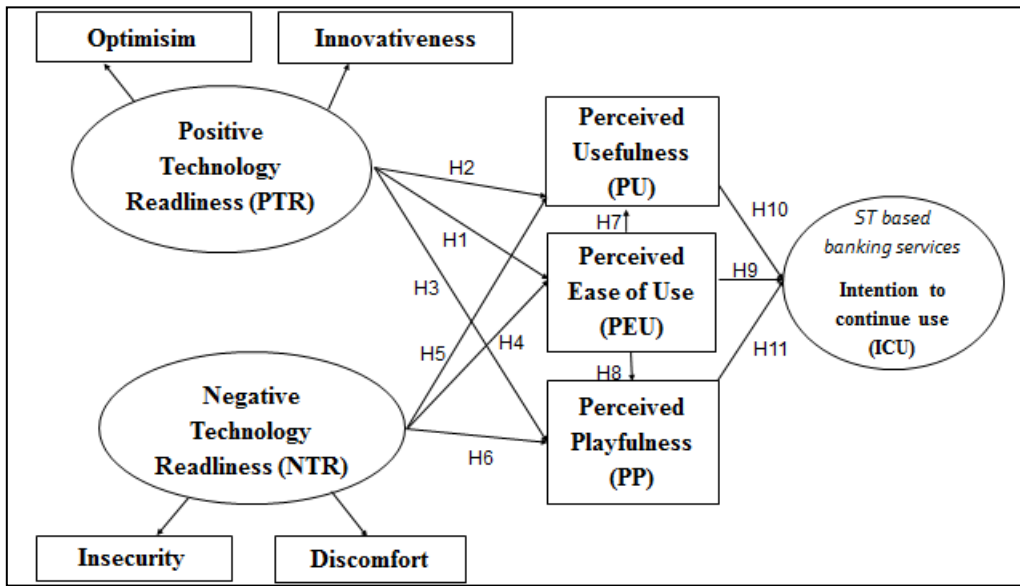 Optimisim
Innovativeness
Positive
Technology
Readliness (PTR)
Perceived
Usefulness
(PU)
H2
H10
H7
H1
ST based
banking services
Intention to
continue use
(ICU)
Perceived
Ease of Use
(PEU)
H9
H3
H5
H4
H11
H8
Negative
Technology
Readliness (NTR)
Perceived
Playfulness
(PP)
H6
Insecurity
Discomfort